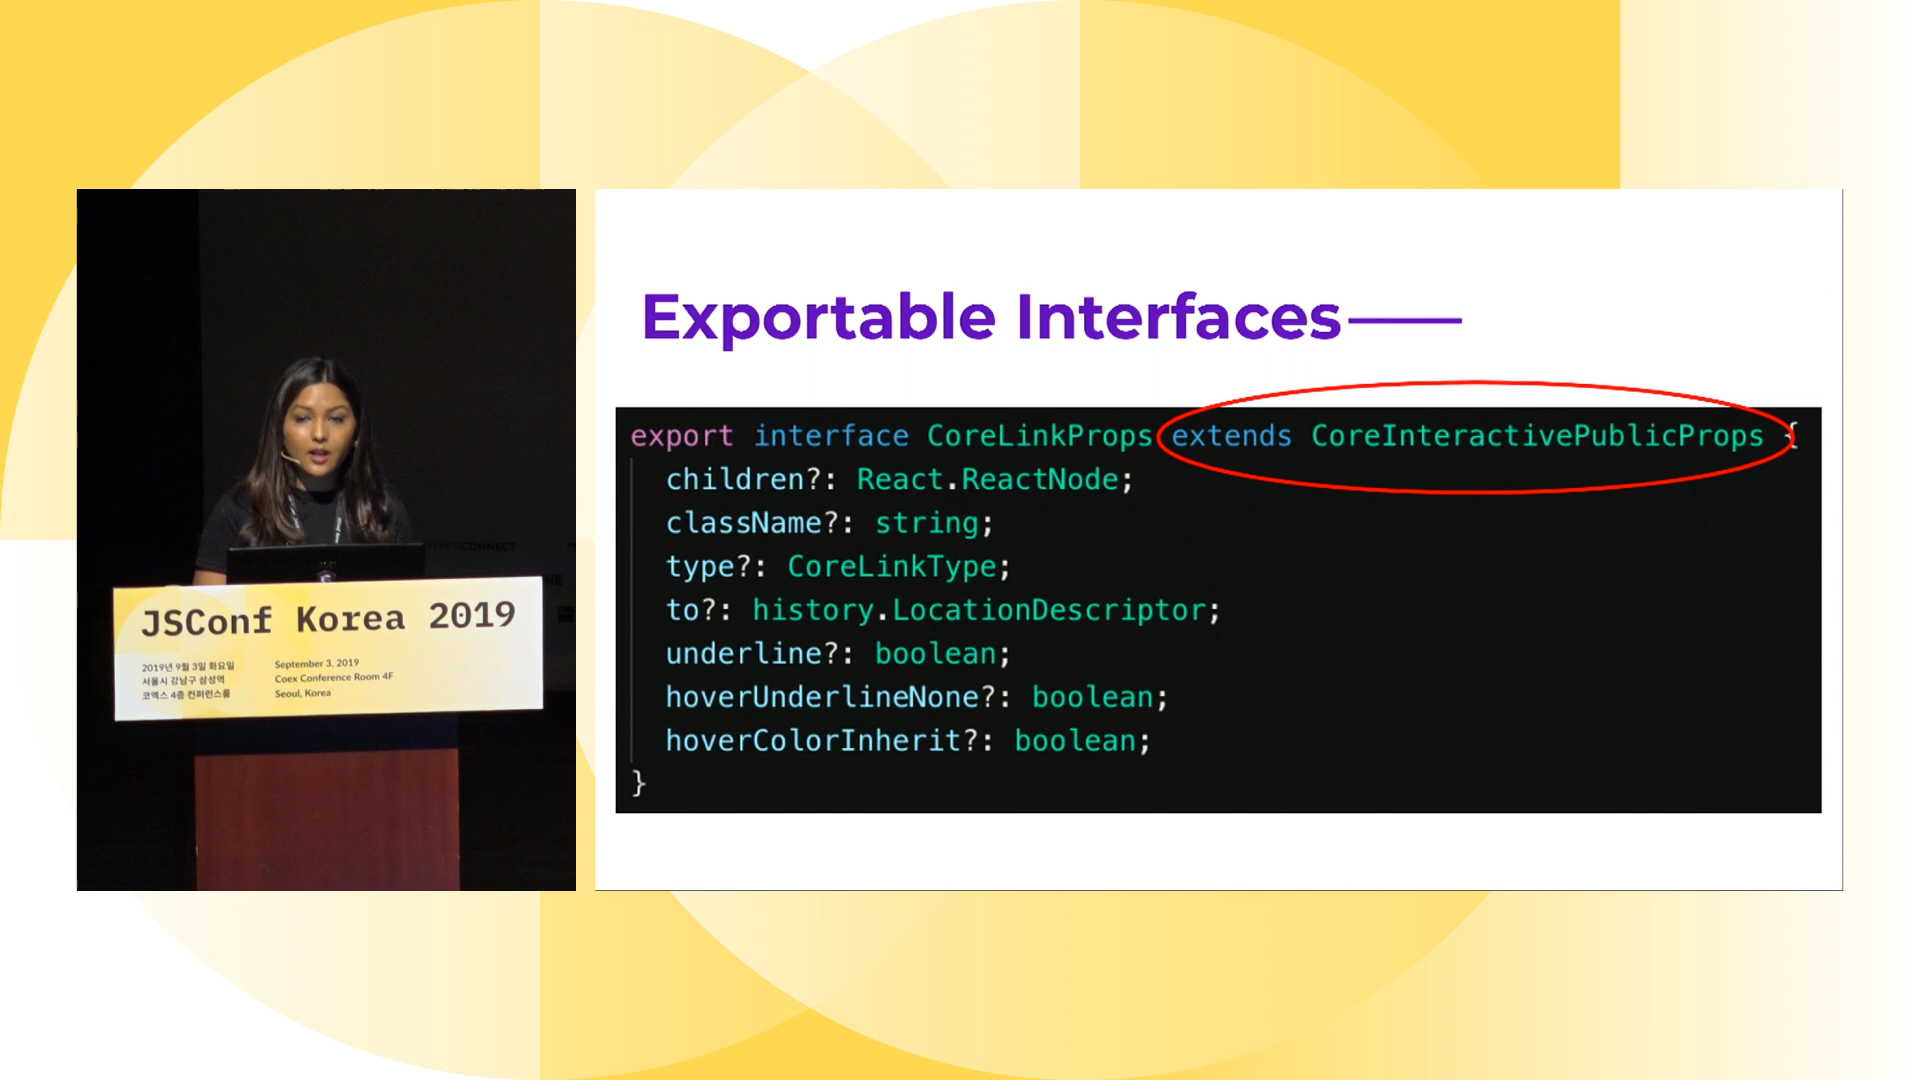 Exportable Interfaces
export interface CoreLinkProps extends CoreInteractivePublicProps {
children?: React.ReactNode;
className?: string;
type?: CoreLinkType;
to?: history.LocationDescriptor;
underline?: boolean;
hoverUnderlineNone?: boolean;
hoverColorInherit?: boolean;
}
JSConf Korea 2019
2019년 9월 3일 화요일
서울시 강남구 삼성역
코엑스 4층 컨퍼런스룸
September 3, 2019
Coex Conference Room 4F
Seoul, Korea